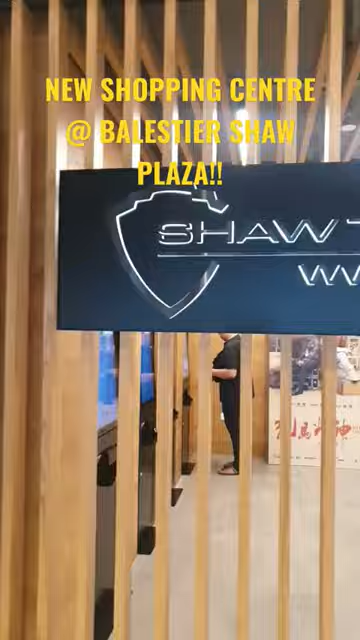 NEW SHOPPING CENTRE
@ BALESTIER SHAW
PLAZA!!
SHAW T
W